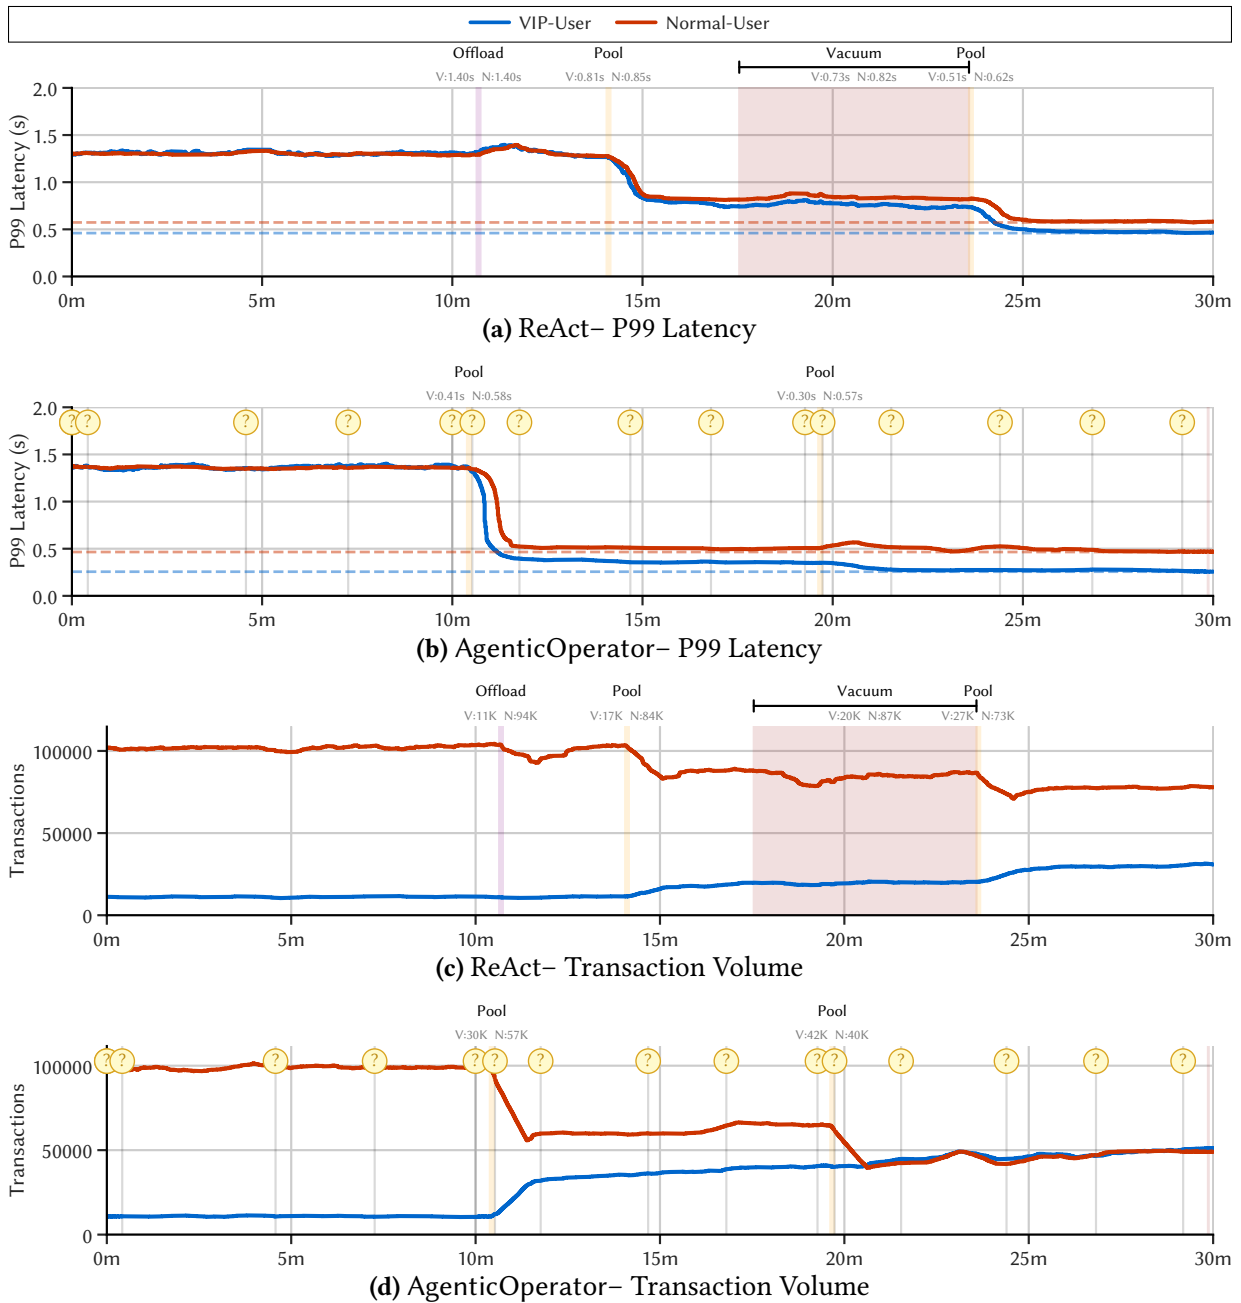 VIP-User Normal-User
Offload Pool Vacuum Pool
V:1.40s N:1.40s V:0.81s N:0.85s V:0.73s N:0.82s V:0.51s N:0.62s
2.0
1.5
1.0
0.5
0.0
P99 Latency (s)
0m 5m 10m 15m 20m 25m 30m
(a) ReAct– P99 Latency
Pool Pool
V:0.41s N:0.58s V:0.30s N:0.57s
? ? ? ? ? ? ? ? ? ? ? ? ? ? ?
2.0
1.5
1.0
0.5
0.0
P99 Latency (s)
0m 5m 10m 15m 20m 25m 30m
(b) AgenticOperator– P99 Latency
Offload Pool Vacuum Pool
V:11K N:94K V:17K N:84K V:20K N:87K V:27K N:73K
100000
50000
0
Transactions
0m 5m 10m 15m 20m 25m 30m
(c) ReAct– Transaction Volume
Pool Pool
V:30K N:57K V:42K N:40K
? ? ? ? ? ? ? ? ? ? ? ? ? ? ?
100000
50000
0
Transactions
0m 5m 10m 15m 20m 25m 30m
(d) AgenticOperator– Transaction Volume